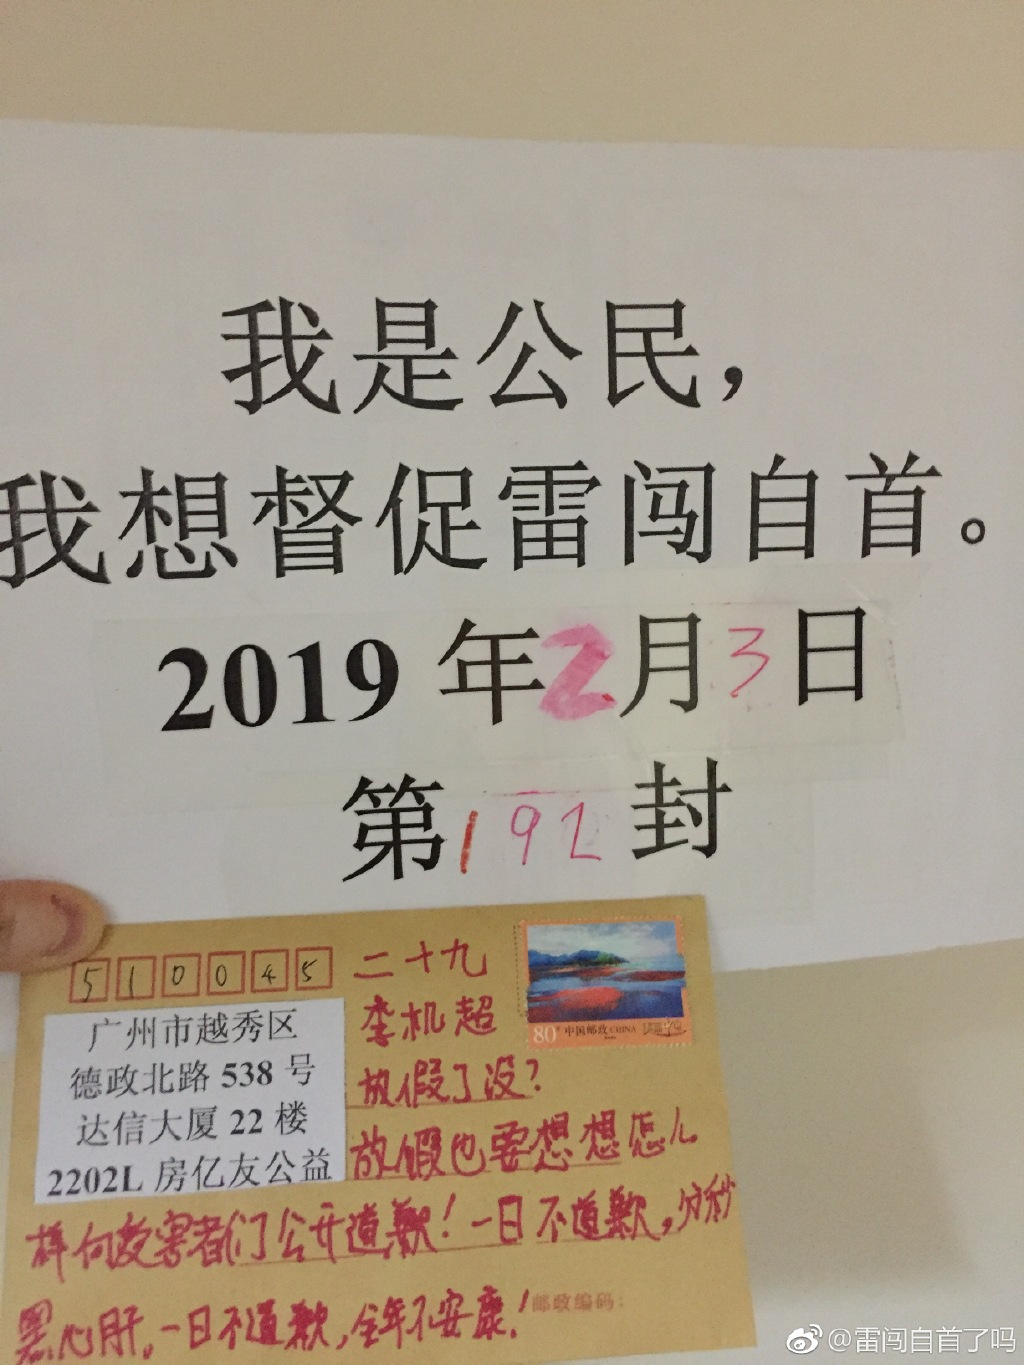 我是公民，
我想督促雷闯自首。
2019年2月3日
第192封
510045
广州市越秀区
德政北路 538 号
达信大厦 22 楼
2202L 房亿友公益
二十九
李机超
放假了没？
放假也要想想怎么
样向受害者们公开道歉！一日不道歉，分秒
黑心肝，一日不道歉，全年不安康！
80
中国邮政 CHINA
邮政编码：
@雷闯自首了吗